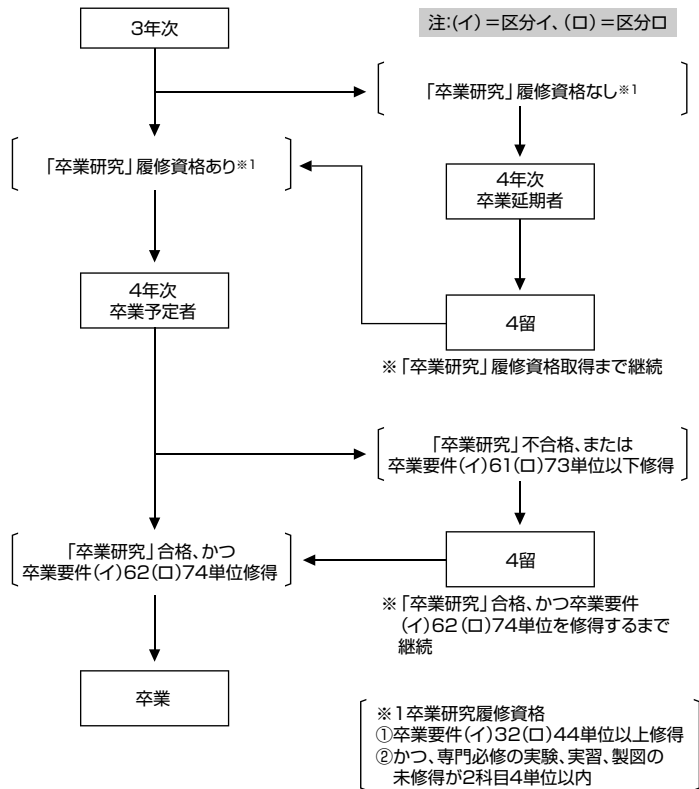 3年次
注:(イ)=区分イ、(ロ)=区分ロ
「卒業研究」履修資格なし※1
「卒業研究」履修資格あり※1
4年次
卒業延期者
4年次
卒業予定者
4留
※「卒業研究」履修資格取得まで継続
「卒業研究」不合格、または
卒業要件(イ)61(ロ)73単位以下修得
「卒業研究」合格、かつ
卒業要件(イ)62(ロ)74単位修得
4留
※「卒業研究」合格、かつ卒業要件
(イ)62(ロ)74単位を修得するまで
継続
卒業
※1卒業研究履修資格
①卒業要件(イ)32(ロ)44単位以上修得
②かつ、専門必修の実験、実習、製図の
未修得が2科目4単位以内